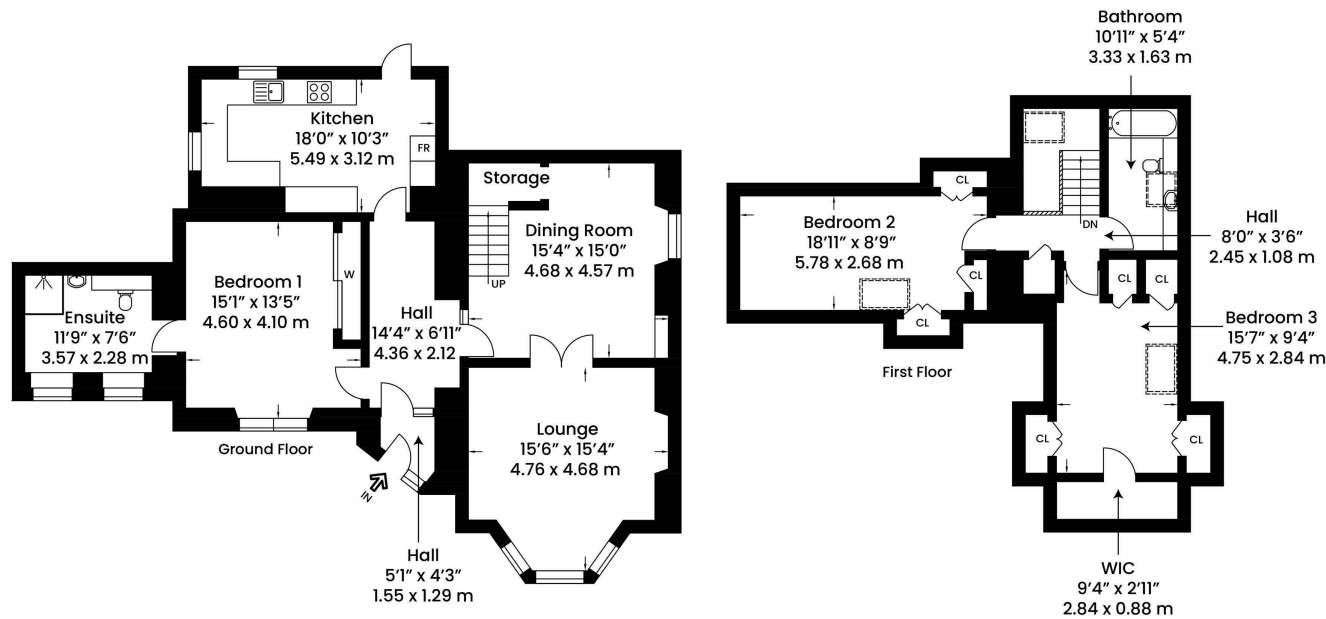 Kitchen
18'0" x 10'3"
5.49 x 3.12 m
FR
Storage
Dining Room
15'4" x 15'0"
4.68 x 4.57 m
UP
Bedroom 1
15'1" x 13'5"
4.60 x 4.10 m
W
Ensuite
11'9" x 7'6"
3.57 x 2.28 m
Hall
14'4" x 6'11"
4.36 x 2.12
Lounge
15'6" x 15'4"
4.76 x 4.68 m
Ground Floor
IN
Hall
5'1" x 4'3"
1.55 x 1.29 m
Bathroom
10'11" x 5'4"
3.33 x 1.63 m
CL
Bedroom 2
18'11" x 8'9"
5.78 x 2.68 m
CL
CL
DN
Hall
8'0" x 3'6"
2.45 x 1.08 m
CL
CL
Bedroom 3
15'7" x 9'4"
4.75 x 2.84 m
First Floor
CL
CL
WIC
9'4" x 2'11"
2.84 x 0.88 m